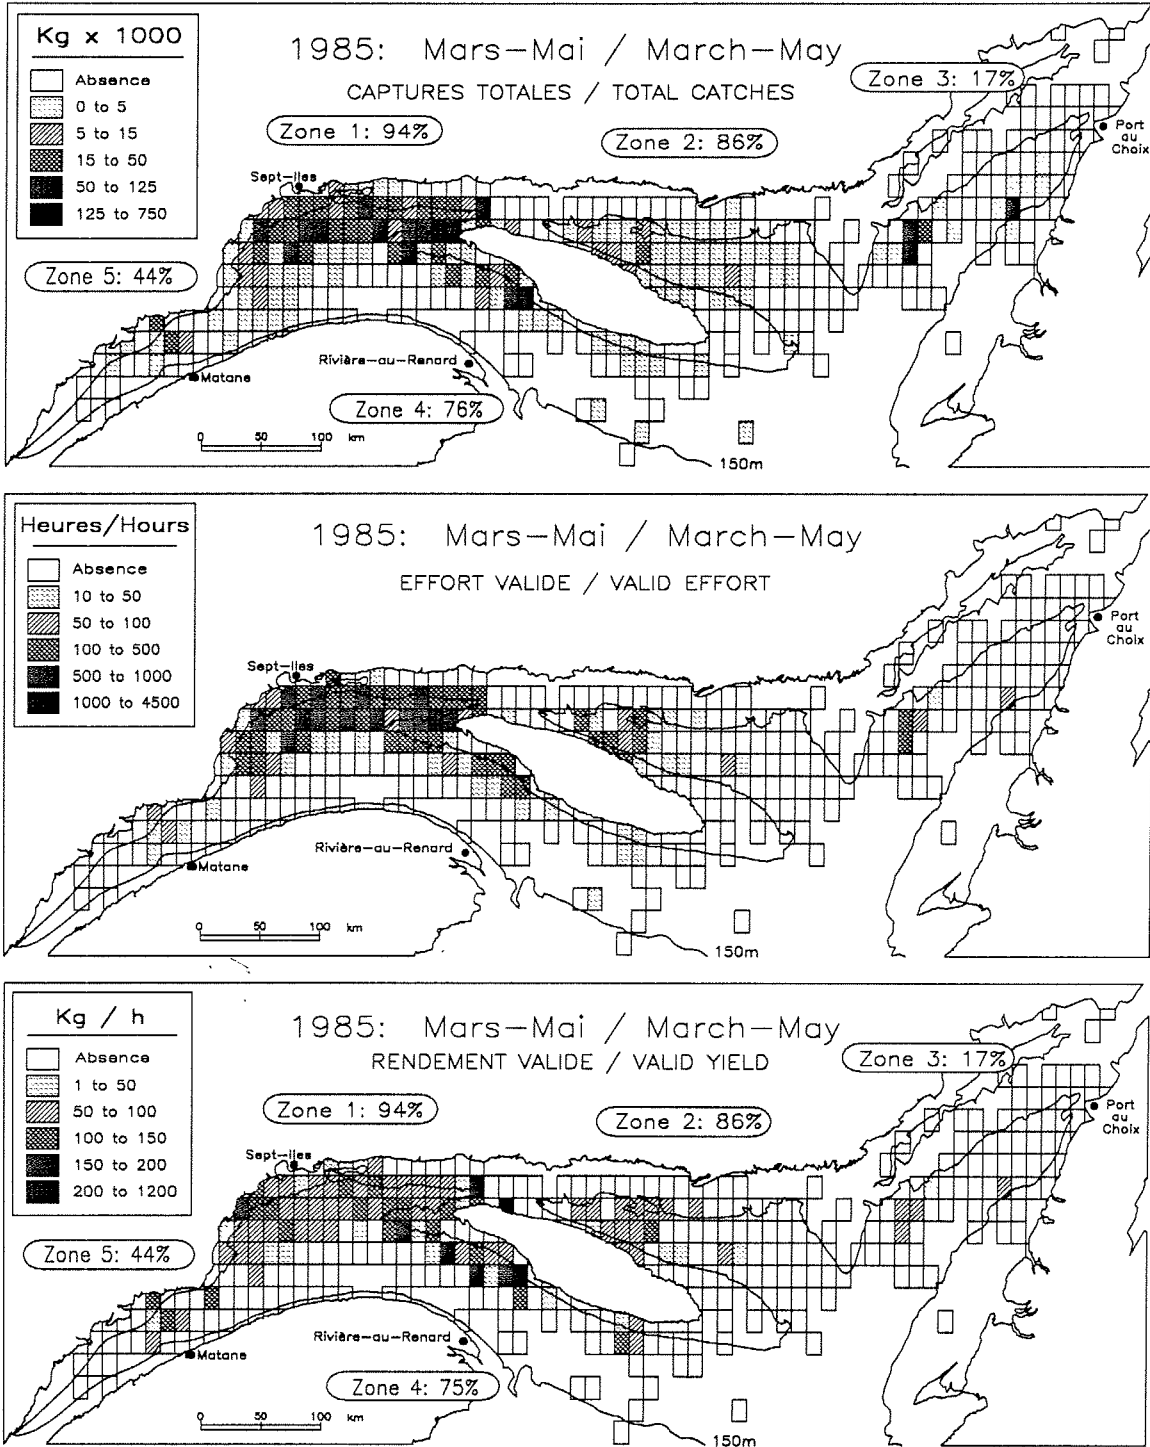 Kg x 1000
Absence
0 to 5
5 to 15
15 to 50
50 to 125
125 to 750
1985: Mars-Mai / March-May
CAPTURES TOTALES / TOTAL CATCHES
Zone 1: 94%
Zone 2: 86%
Zone 3: 17%
Port
au
Choix
Sept-Iles
Zone 5: 44%
Rivière-au-Renard
Matane
Zone 4: 76%
0 50 100 km
150m
Heures/Hours
Absence
10 to 50
50 to 100
100 to 500
500 to 1000
1000 to 4500
1985: Mars-Mai / March-May
EFFORT VALIDE / VALID EFFORT
Port
au
Choix
Sept-Iles
Rivière-au-Renard
Matane
0 50 100 km
150m
Kg / h
Absence
1 to 50
50 to 100
100 to 150
150 to 200
200 to 1200
1985: Mars-Mai / March-May
RENDEMENT VALIDE / VALID YIELD
Zone 3: 17%
Zone 1: 94%
Zone 2: 86%
Port
au
Choix
Sept-Iles
Zone 5: 44%
Rivière-au-Renard
Matane
Zone 4: 75%
0 50 100 km
150m